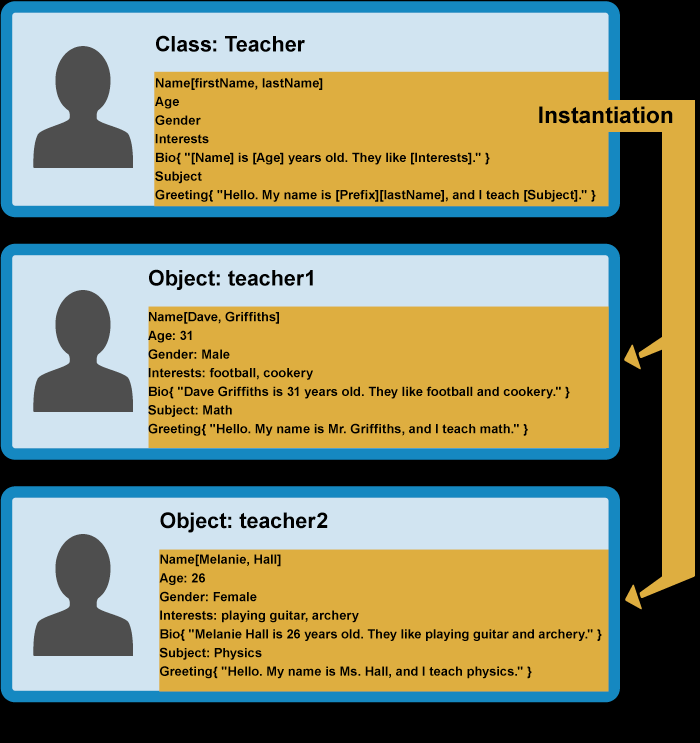 Class: Teacher
Name[firstName, lastName]
Age
Gender
Interests
Bio{ "[Name] is [Age] years old. They like [Interests]." }
Subject
Greeting{ "Hello. My name is [Prefix][lastName], and I teach [Subject]." }
Instantiation
Object: teacher1
Name[Dave, Griffiths]
Age: 31
Gender: Male
Interests: football, cookery
Bio{ "Dave Griffiths is 31 years old. They like football and cookery." }
Subject: Math
Greeting{ "Hello. My name is Mr. Griffiths, and I teach math." }
Object: teacher2
Name[Melanie, Hall]
Age: 26
Gender: Female
Interests: playing guitar, archery
Bio{ "Melanie Hall is 26 years old. They like playing guitar and archery." }
Subject: Physics
Greeting{ "Hello. My name is Ms. Hall, and I teach physics." }